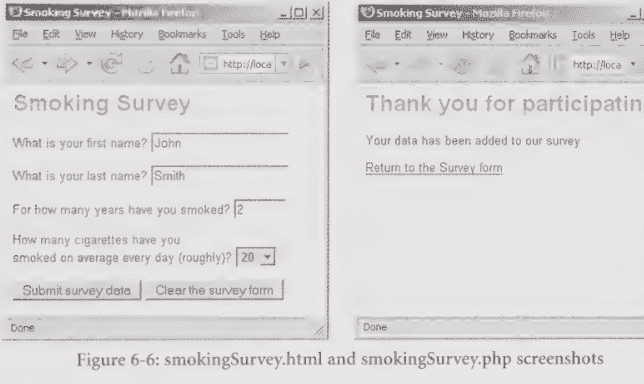 Smoking Survey - Mozilla Firefox
File Edit View History Bookmarks Tools Help
http://loca
Smoking Survey
What is your first name? John
What is your last name? Smith
For how many years have you smoked? 2
How many cigarettes have you
smoked on average every day (roughly)? 20
Submit survey data Clear the survey form
Done
Smoking Survey - Mozilla Firefox
File Edit View History Bookmarks Tools Help
http://loca
Thank you for participatin
Your data has been added to our survey
Return to the Survey form
Done
Figure 6-6: smokingSurvey.html and smokingSurvey.php screenshots